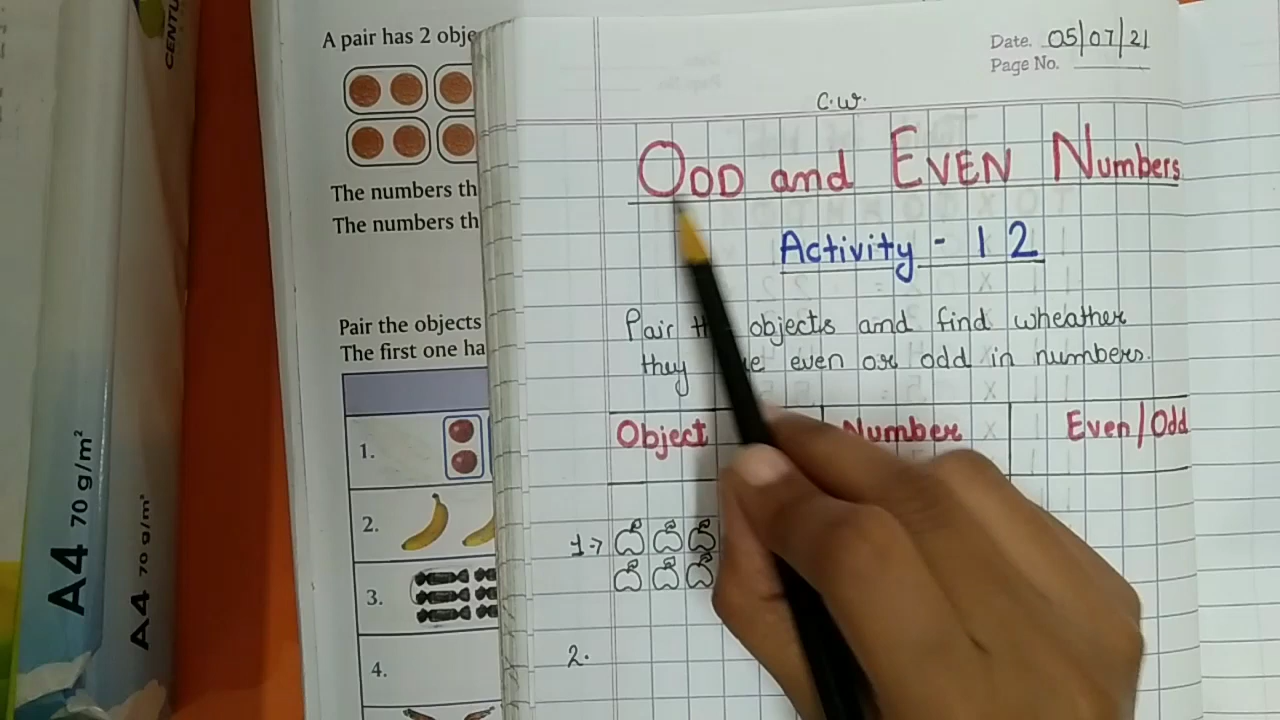 CENTU
A4 70 g/m²
A4 70 g/m²
A pair has 2 obje
The numbers th
The numbers th
Pair the objects
The first one ha
1.
2.
3.
4.
Date. 05/07/21
Page No.
C.W.
ODD and EVEN Numbers
Activity - 12
Pair th objects and find wheather
they e even or odd in numbers.
Object Number Even/Odd
1→
2.